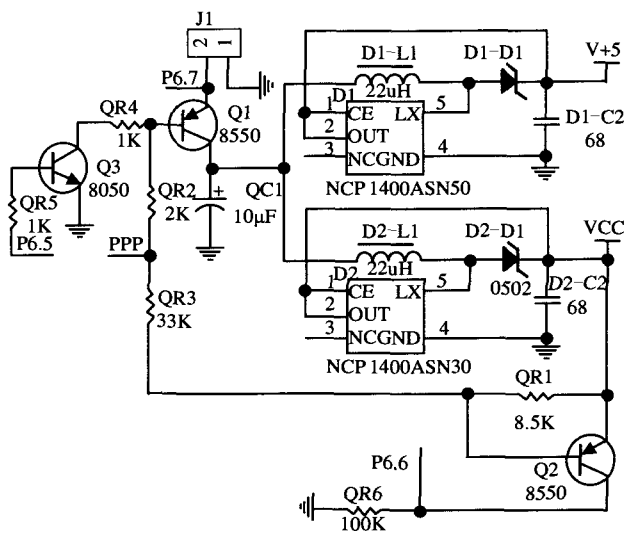 J1
2 1
P6.7
QR4
1K
Q1
8550
Q3
8050
QR5
1K
P6.5
QR2
2K
PPP
QR3
33K
QC1
+
10μF
D1-L1
22uH
D1-D1
V+5
D1
1 CE LX 5
2 OUT
3 NCGND 4
D1-C2
68
NCP 1400ASN50
D2-L1
22uH
D2-D1
VCC
D2
0502
1 CE LX 5
2 OUT
3 NCGND 4
D2-C2
68
NCP 1400ASN30
QR1
8.5K
P6.6
Q2
8550
QR6
100K